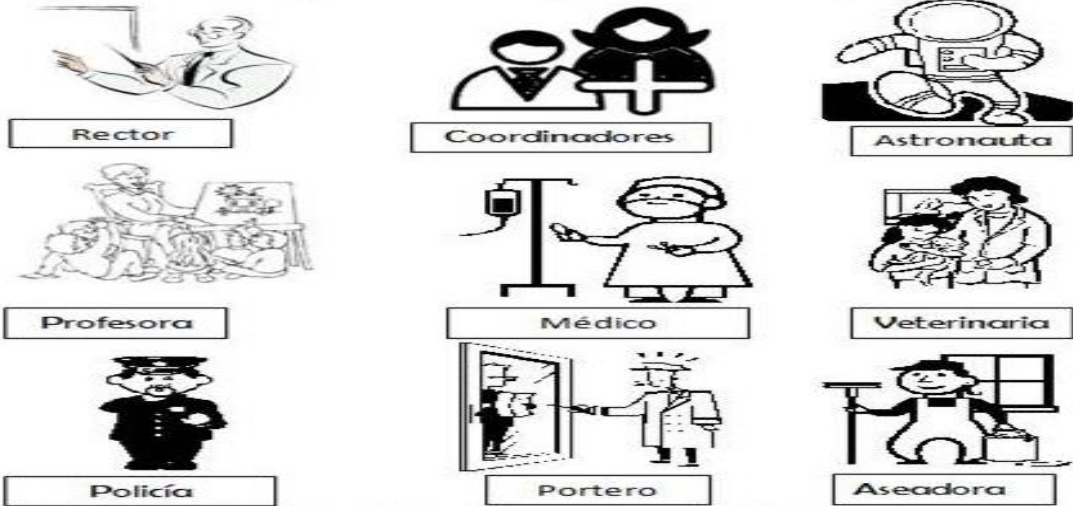 Rector
Coordinadores
Astronauta
Profesora
Médico
Veterinaria
Policía
Portero
Aseadora